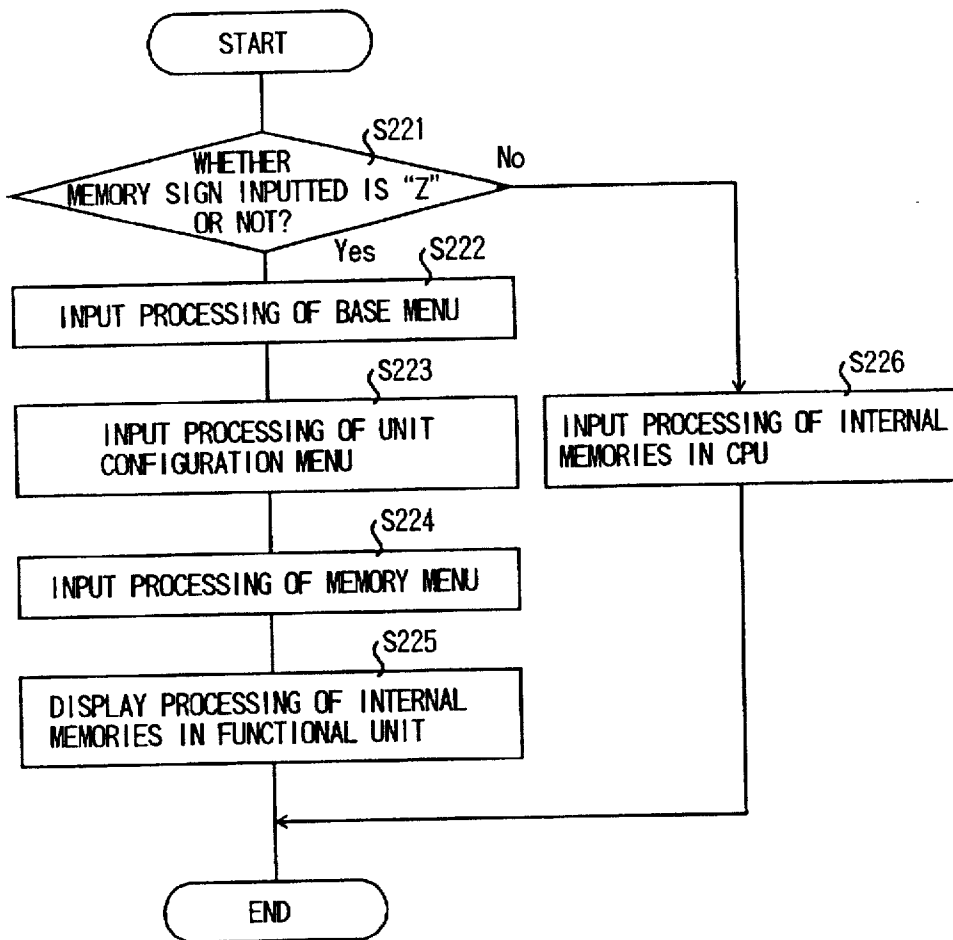 START
S221
WHETHER
MEMORY SIGN INPUTTED IS “Z”
OR NOT?
No
Yes
S222
INPUT PROCESSING OF BASE MENU
S223
INPUT PROCESSING OF UNIT
CONFIGURATION MENU
S226
INPUT PROCESSING OF INTERNAL
MEMORIES IN CPU
S224
INPUT PROCESSING OF MEMORY MENU
S225
DISPLAY PROCESSING OF INTERNAL
MEMORIES IN FUNCTIONAL UNIT
END